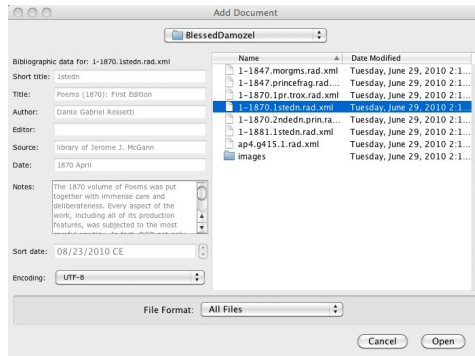 Add Document
BlessedDamozel
Bibliographic data for: 1-1870.1stedn.rad.xml
Short title: 1stedn
Title: Poems (1870): First Edition
Author: Dante Gabriel Rossetti
Editor:
Source: library of Jerome J. McGann
Date: 1870 April
Notes: The 1870 volume of Poems was put
together with immense care and
deliberateness. Every aspect of the
work, including all of its production
features, was subjected to the most
Sort date: 08/23/2010 CE
Encoding: UTF-8
Name Date Modified
1-1847.morgms.rad.xml Tuesday, June 29, 2010 2:1...
1-1847.princefrag.rad.... Tuesday, June 29, 2010 2:1...
1-1870.1pr.trox.rad.xml Tuesday, June 29, 2010 2:1...
1-1870.1stedn.rad.xml Tuesday, June 29, 2010 2:1...
1-1870.2ndedn.prin.ra... Tuesday, June 29, 2010 2:1...
1-1881.1stedn.rad.xml Tuesday, June 29, 2010 2:1...
ap4.g415.1.rad.xml Tuesday, June 29, 2010 2:1...
images Tuesday, June 29, 2010 2:1...
File Format: All Files
Cancel Open